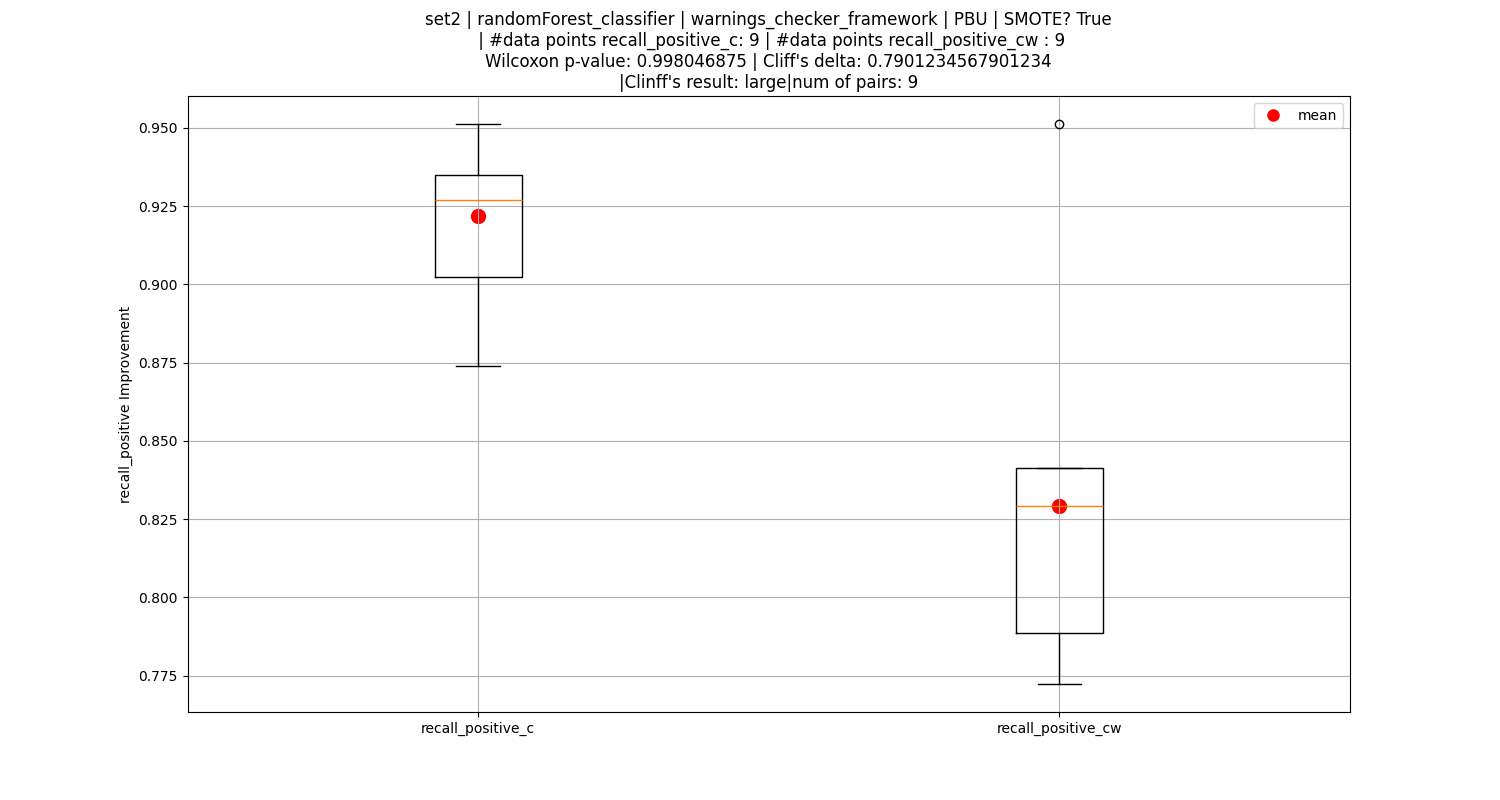 set2 | randomForest_classifier | warnings_checker_framework | PBU | SMOTE? True
| #data points recall_positive_c: 9 | #data points recall_positive_cw : 9
Wilcoxon p-value: 0.998046875 | Cliff's delta: 0.7901234567901234
|Clinff's result: large|num of pairs: 9
mean
0.950
0.925
0.900
0.875
0.850
0.825
0.800
0.775
recall_positive Improvement
recall_positive_c
recall_positive_cw